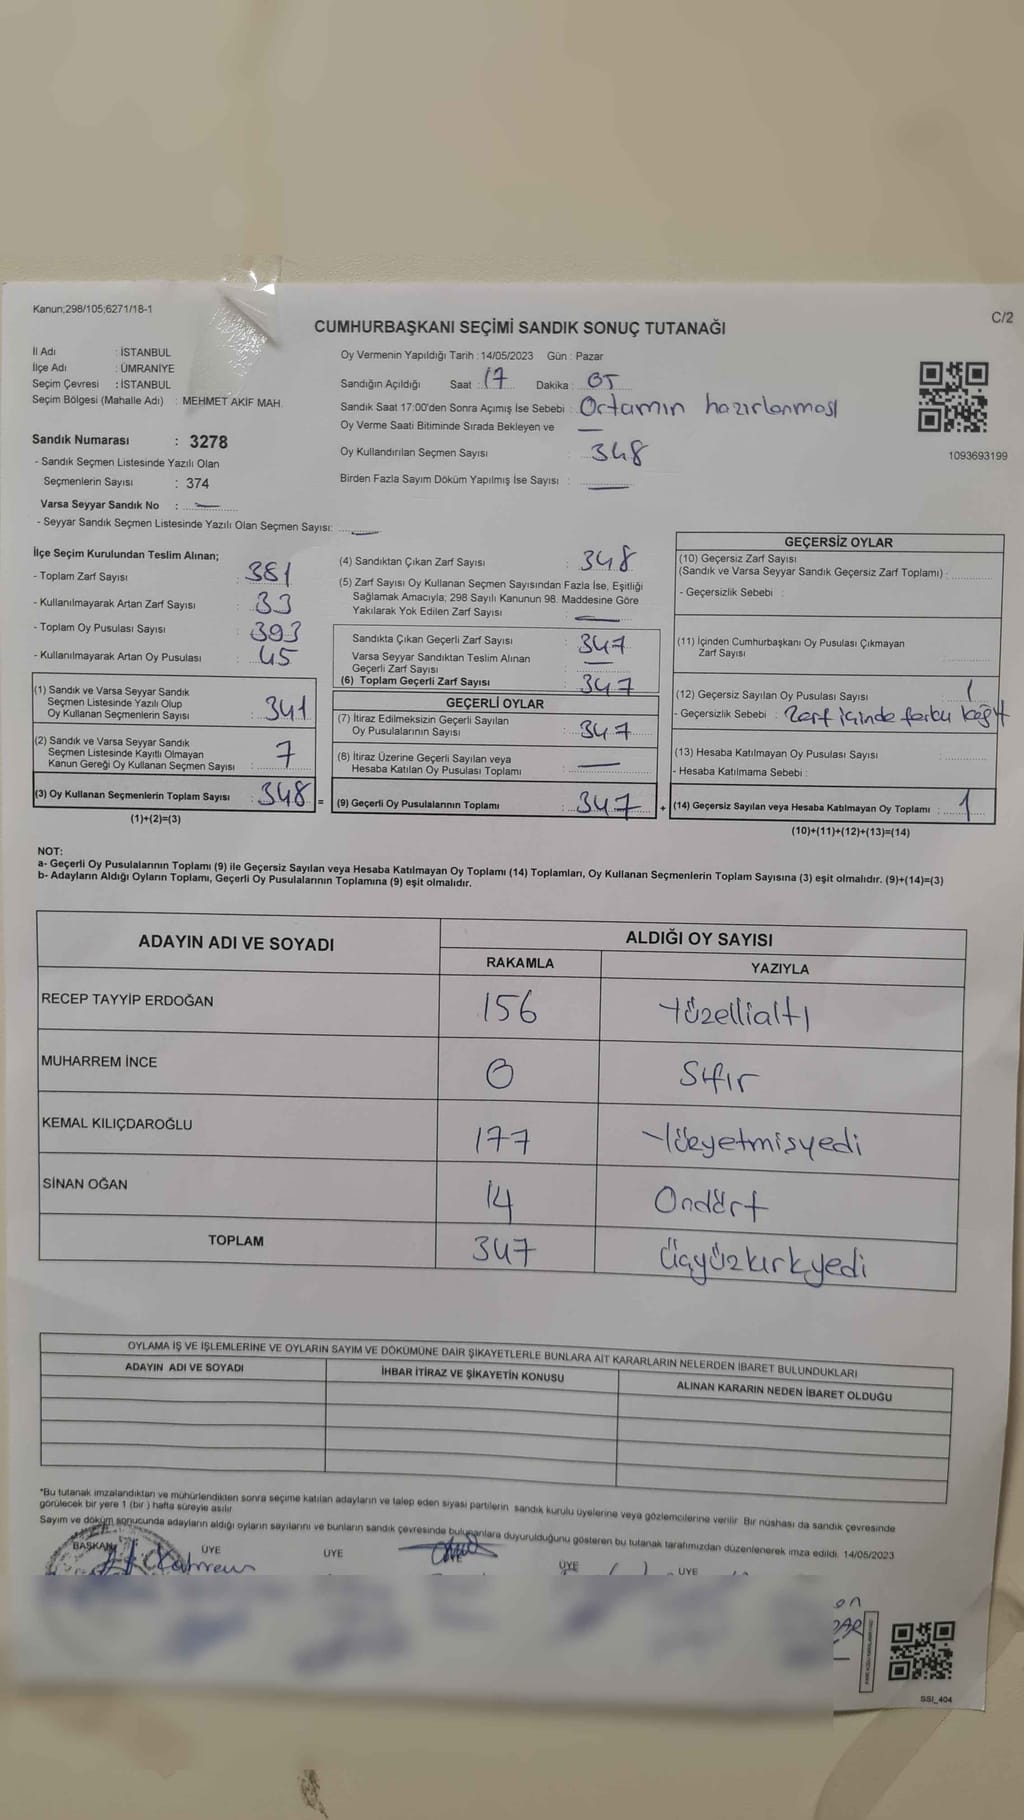 Kanun;298/105;6271/18-1
C/2
CUMHURBAŞKANI SEÇİMİ SANDIK SONUÇ TUTANAĞI
İl Adı : İSTANBUL
İlçe Adı : ÜMRANİYE
Seçim Çevresi : İSTANBUL
Seçim Bölgesi (Mahalle Adı) : MEHMET AKİF MAH.
Sandık Numarası : 3278
- Sandık Seçmen Listesinde Yazılı Olan
Seçmenlerin Sayısı : 374
Varsa Seyyar Sandık No : —
- Seyyar Sandık Seçmen Listesinde Yazılı Olan Seçmen Sayısı: —
Oy Vermenin Yapıldığı Tarih : 14/05/2023 Gün : Pazar
Sandığın Açıldığı Saat : 17 Dakika : 05
Sandık Saat 17:00'den Sonra Açımış İse Sebebi : Ortamın hazırlanması
Oy Verme Saati Bitiminde Sırada Bekleyen ve —
Oy Kullandırılan Seçmen Sayısı : 348
Birden Fazla Sayım Döküm Yapılmış İse Sayısı : —
1093693199
İlçe Seçim Kurulundan Teslim Alınan;
- Toplam Zarf Sayısı : 381
- Kullanılmayarak Artan Zarf Sayısı : 33
- Toplam Oy Pusulası Sayısı : 393
- Kullanılmayarak Artan Oy Pusulası : 45
(1) Sandık ve Varsa Seyyar Sandık
Seçmen Listesinde Yazılı Olup
Oy Kullanan Seçmenlerin Sayısı : 341
(2) Sandık ve Varsa Seyyar Sandık
Seçmen Listesinde Kayıtlı Olmayan
Kanun Gereği Oy Kullanan Seçmen Sayısı : 7
(3) Oy Kullanan Seçmenlerin Toplam Sayısı : 348 =
(1)+(2)=(3)
(4) Sandıktan Çıkan Zarf Sayısı : 348
(5) Zarf Sayısı Oy Kullanan Seçmen Sayısından Fazla İse, Eşitliği
Sağlamak Amacıyla; 298 Sayılı Kanunun 98. Maddesine Göre
Yakılarak Yok Edilen Zarf Sayısı : —
Sandıkta Çıkan Geçerli Zarf Sayısı : 347
Varsa Seyyar Sandıktan Teslim Alınan
Geçerli Zarf Sayısı : —
(6) Toplam Geçerli Zarf Sayısı : 347
GEÇERLİ OYLAR
(7) İtiraz Edilmeksizin Geçerli Sayılan
Oy Pusulalarının Sayısı : 347
(8) İtiraz Üzerine Geçerli Sayılan veya
Hesaba Katılan Oy Pusulası Toplamı : —
(9) Geçerli Oy Pusulalarının Toplamı : 347 +
GEÇERSİZ OYLAR
(10) Geçersiz Zarf Sayısı
(Sandık ve Varsa Seyyar Sandık Geçersiz Zarf Toplamı) :
- Geçersizlik Sebebi :
(11) İçinden Cumhurbaşkanı Oy Pusulası Çıkmayan
Zarf Sayısı :
(12) Geçersiz Sayılan Oy Pusulası Sayısı : 1
- Geçersizlik Sebebi : Zarf içinde farklı kağıt
(13) Hesaba Katılmayan Oy Pusulası Sayısı :
- Hesaba Katılmama Sebebi :
(14) Geçersiz Sayılan veya Hesaba Katılmayan Oy Toplamı : 1
(10)+(11)+(12)+(13)=(14)
NOT:
a- Geçerli Oy Pusulalarının Toplamı (9) ile Geçersiz Sayılan veya Hesaba Katılmayan Oy Toplamı (14) Toplamları, Oy Kullanan Seçmenlerin Toplam Sayısına (3) eşit olmalıdır. (9)+(14)=(3)
b- Adayların Aldığı Oyların Toplamı, Geçerli Oy Pusulalarının Toplamına (9) eşit olmalıdır.
ADAYIN ADI VE SOYADI ALDIĞI OY SAYISI
RAKAMLA YAZIYLA
RECEP TAYYİP ERDOĞAN 156 Yüzellialtı
MUHARREM İNCE 0 Sıfır
KEMAL KILIÇDAROĞLU 177 Yüzyetmişyedi
SİNAN OĞAN 14 Ondört
TOPLAM 347 Üçyüzkırkyedi
OYLAMA İŞ VE İŞLEMLERİNE VE OYLARIN SAYIM VE DÖKÜMÜNE DAİR ŞİKAYETLERLE BUNLARA AİT KARARLARIN NELERDEN İBARET BULUNDUKLARI
ADAYIN ADI VE SOYADI İHBAR İTİRAZ VE ŞİKAYETİN KONUSU ALINAN KARARIN NEDEN İBARET OLDUĞU
*Bu tutanak imzalandıktan ve mühürlendikten sonra seçime katılan adayların ve talep eden siyasi partilerin sandık kurulu üyelerine veya gözlemcilerine verilir. Bir nüshası da sandık çevresinde
görülecek bir yere 1 (bir ) hafta süreyle asılır
Sayım ve döküm sonucunda adayların aldığı oyların sayılarını ve bunların sandık çevresinde bulunanlara duyurulduğunu gösteren bu tutanak tarafımızdan düzenlenerek imza edildi. 14/05/2023
BAŞKAN ÜYE ÜYE ÜYE ÜYE
SSI_404